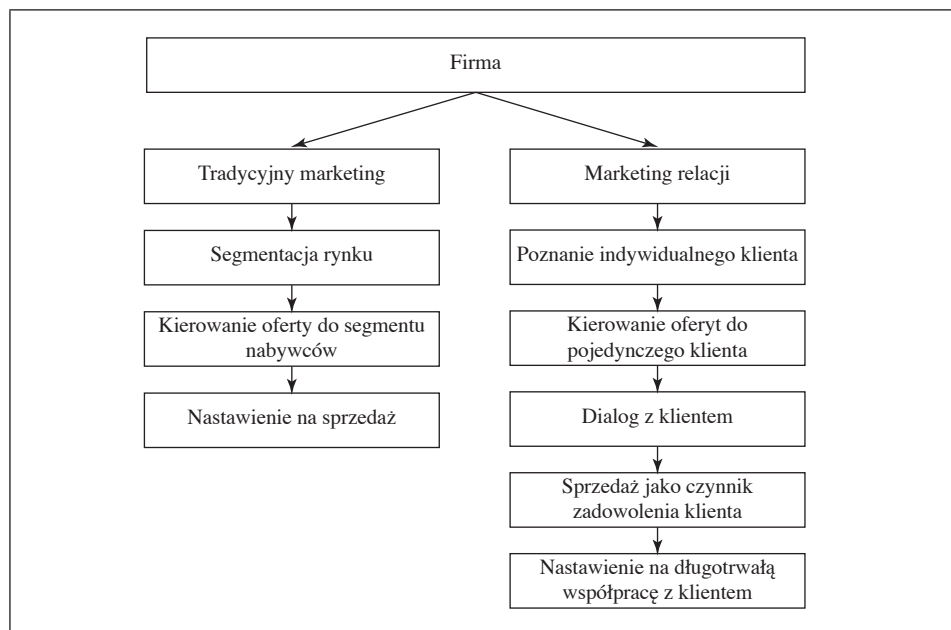 Firma
Tradycyjny marketing
Segmentacja rynku
Kierowanie oferty do segmentu
nabywców
Nastawienie na sprzedaż
Marketing relacji
Poznanie indywidualnego klienta
Kierowanie oferyt do
pojedynczego klienta
Dialog z klientem
Sprzedaż jako czynnik
zadowolenia klienta
Nastawienie na długotrwałą
współpracę z klientem